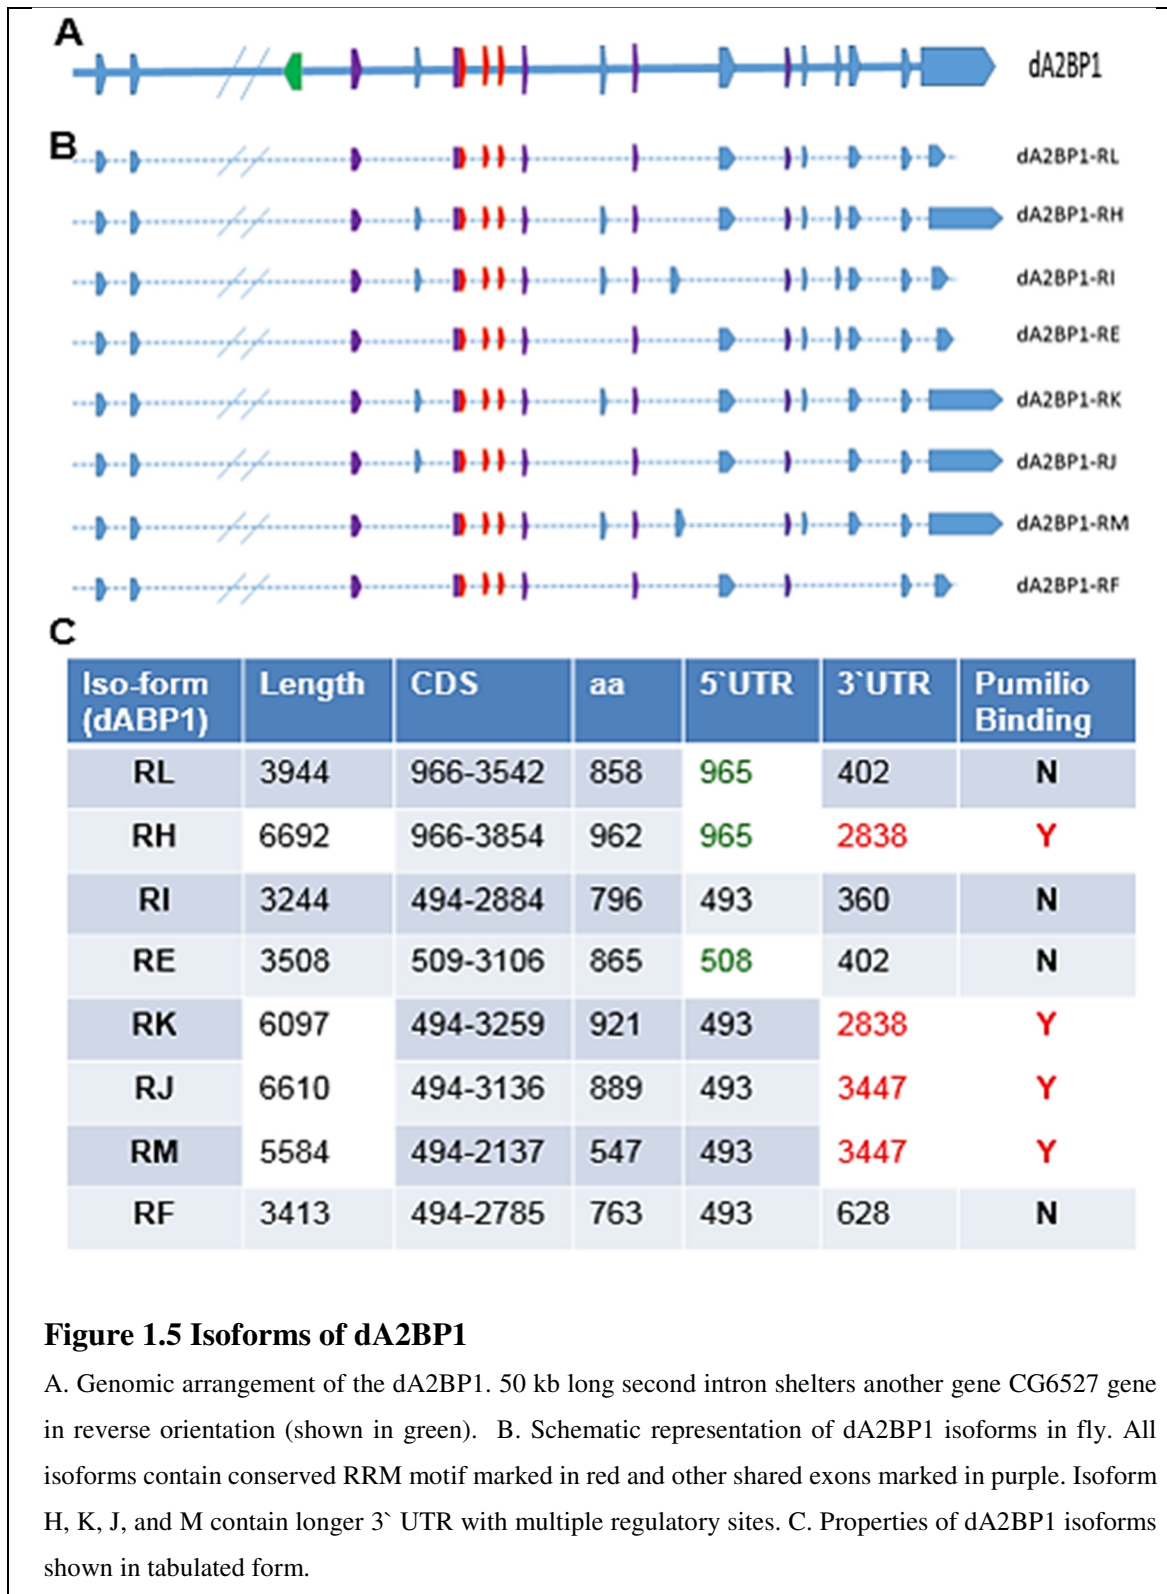 A
dA2BP1
B
dA2BP1-RL
dA2BP1-RH
dA2BP1-RI
dA2BP1-RE
dA2BP1-RK
dA2BP1-RJ
dA2BP1-RM
dA2BP1-RF
C
Iso-form (dABP1) Length CDS aa 5`UTR 3`UTR Pumilio Binding
RL 3944 966-3542 858 965 402 N
RH 6692 966-3854 962 965 2838 Y
RI 3244 494-2884 796 493 360 N
RE 3508 509-3106 865 508 402 N
RK 6097 494-3259 921 493 2838 Y
RJ 6610 494-3136 889 493 3447 Y
RM 5584 494-2137 547 493 3447 Y
RF 3413 494-2785 763 493 628 N
Figure 1.5 Isoforms of dA2BP1
A. Genomic arrangement of the dA2BP1. 50 kb long second intron shelters another gene CG6527 gene
in reverse orientation (shown in green). B. Schematic representation of dA2BP1 isoforms in fly. All
isoforms contain conserved RRM motif marked in red and other shared exons marked in purple. Isoform
H, K, J, and M contain longer 3` UTR with multiple regulatory sites. C. Properties of dA2BP1 isoforms
shown in tabulated form.